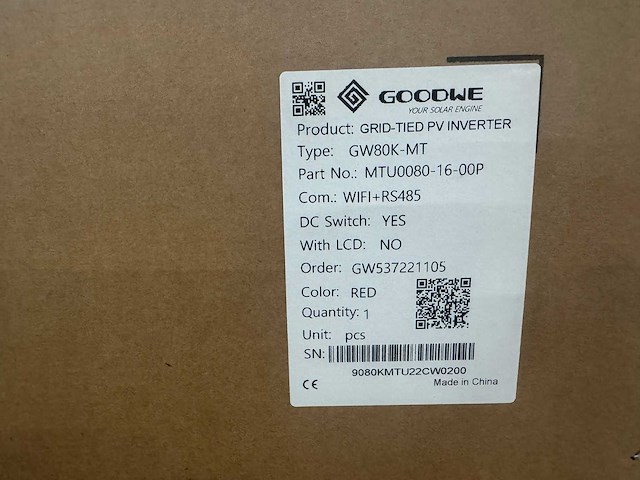 GOODWE
YOUR SOLAR ENGINE
Product: GRID-TIED PV INVERTER
Type: GW80K-MT
Part No.: MTU0080-16-00P
Com.: WIFI+RS485
DC Switch: YES
With LCD: NO
Order: GW537221105
Color: RED
Quantity: 1
Unit: pcs
SN:
9080KMTU22CW0200
CE Made in China